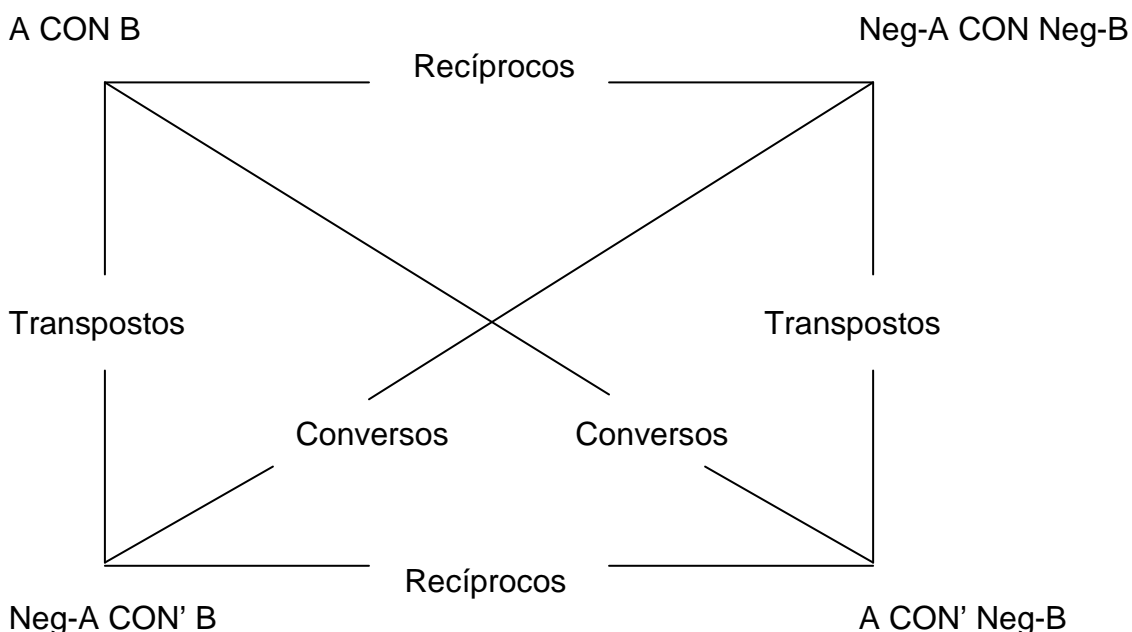 A CON B
Neg-A CON Neg-B
Recíprocos
Transpostos
Transpostos
Conversos
Conversos
Recíprocos
Neg-A CON’ B
A CON’ Neg-B